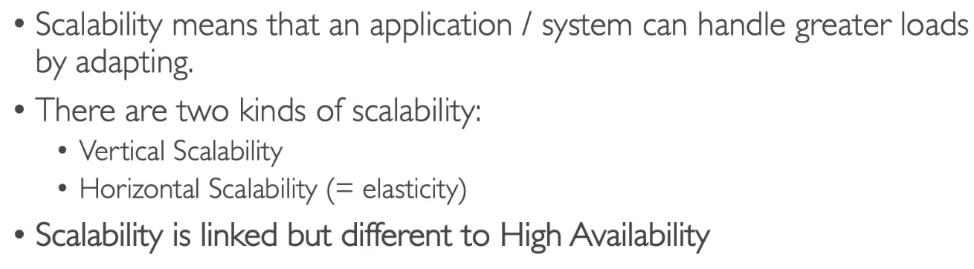 • Scalability means that an application / system can handle greater loads
by adapting.
• There are two kinds of scalability:
• Vertical Scalability
• Horizontal Scalability (= elasticity)
• Scalability is linked but different to High Availability